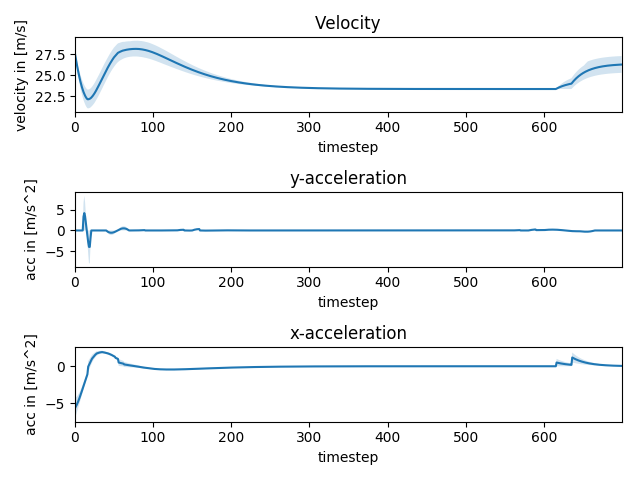 Velocity
velocity in [m/s]
27.5
25.0
22.5
0 100 200 300 400 500 600
timestep
y-acceleration
acc in [m/s^2]
5
0
−5
0 100 200 300 400 500 600
timestep
x-acceleration
acc in [m/s^2]
0
−5
0 100 200 300 400 500 600
timestep